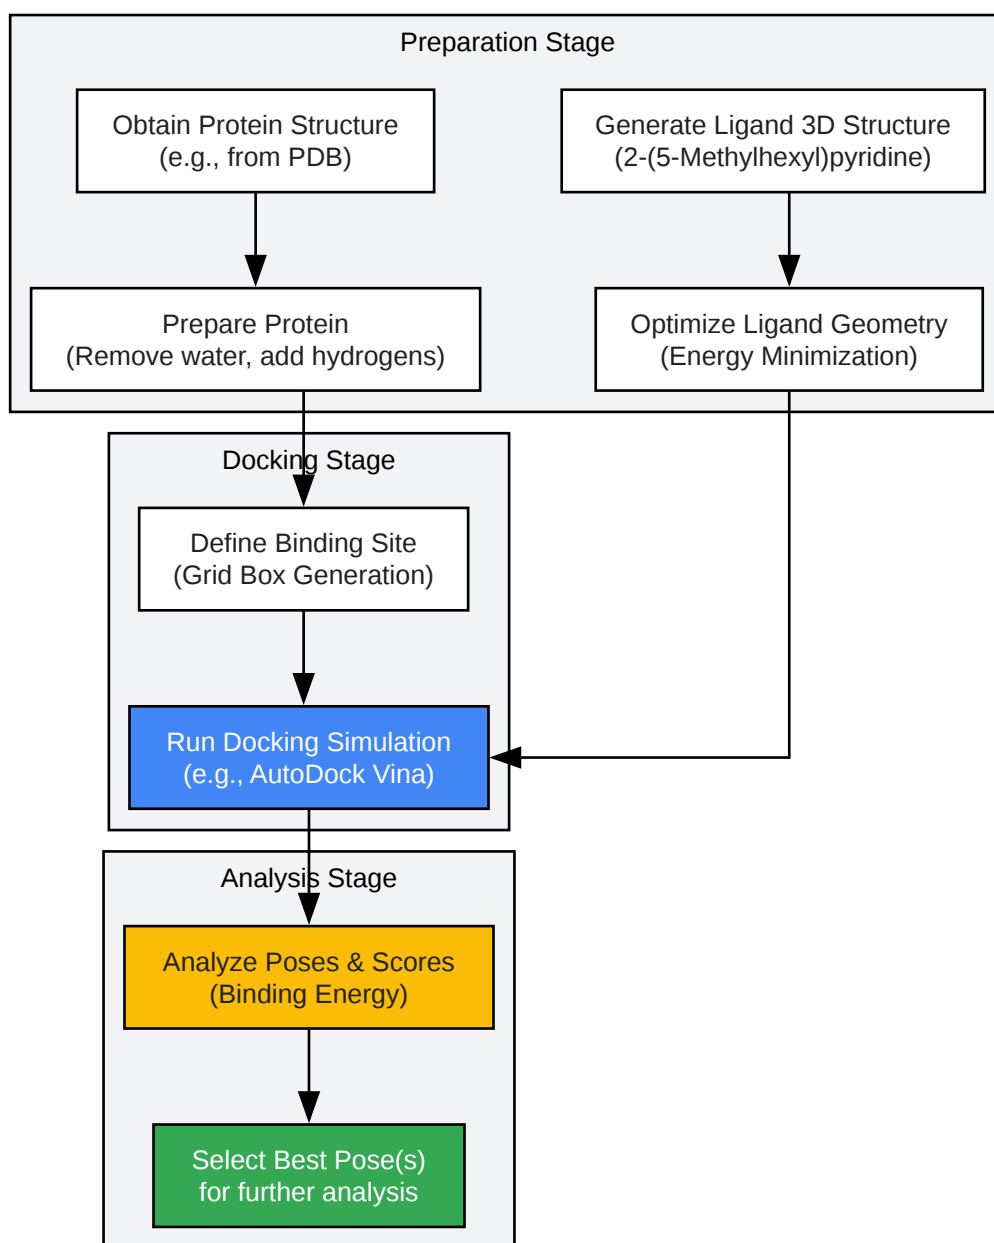 Preparation Stage
Obtain Protein Structure
(e.g., from PDB)
Generate Ligand 3D Structure
(2-(5-Methylhexyl)pyridine)
Prepare Protein
(Remove water, add hydrogens)
Optimize Ligand Geometry
(Energy Minimization)
Docking Stage
Define Binding Site
(Grid Box Generation)
Run Docking Simulation
(e.g., AutoDock Vina)
Analysis Stage
Analyze Poses & Scores
(Binding Energy)
Select Best Pose(s)
for further analysis